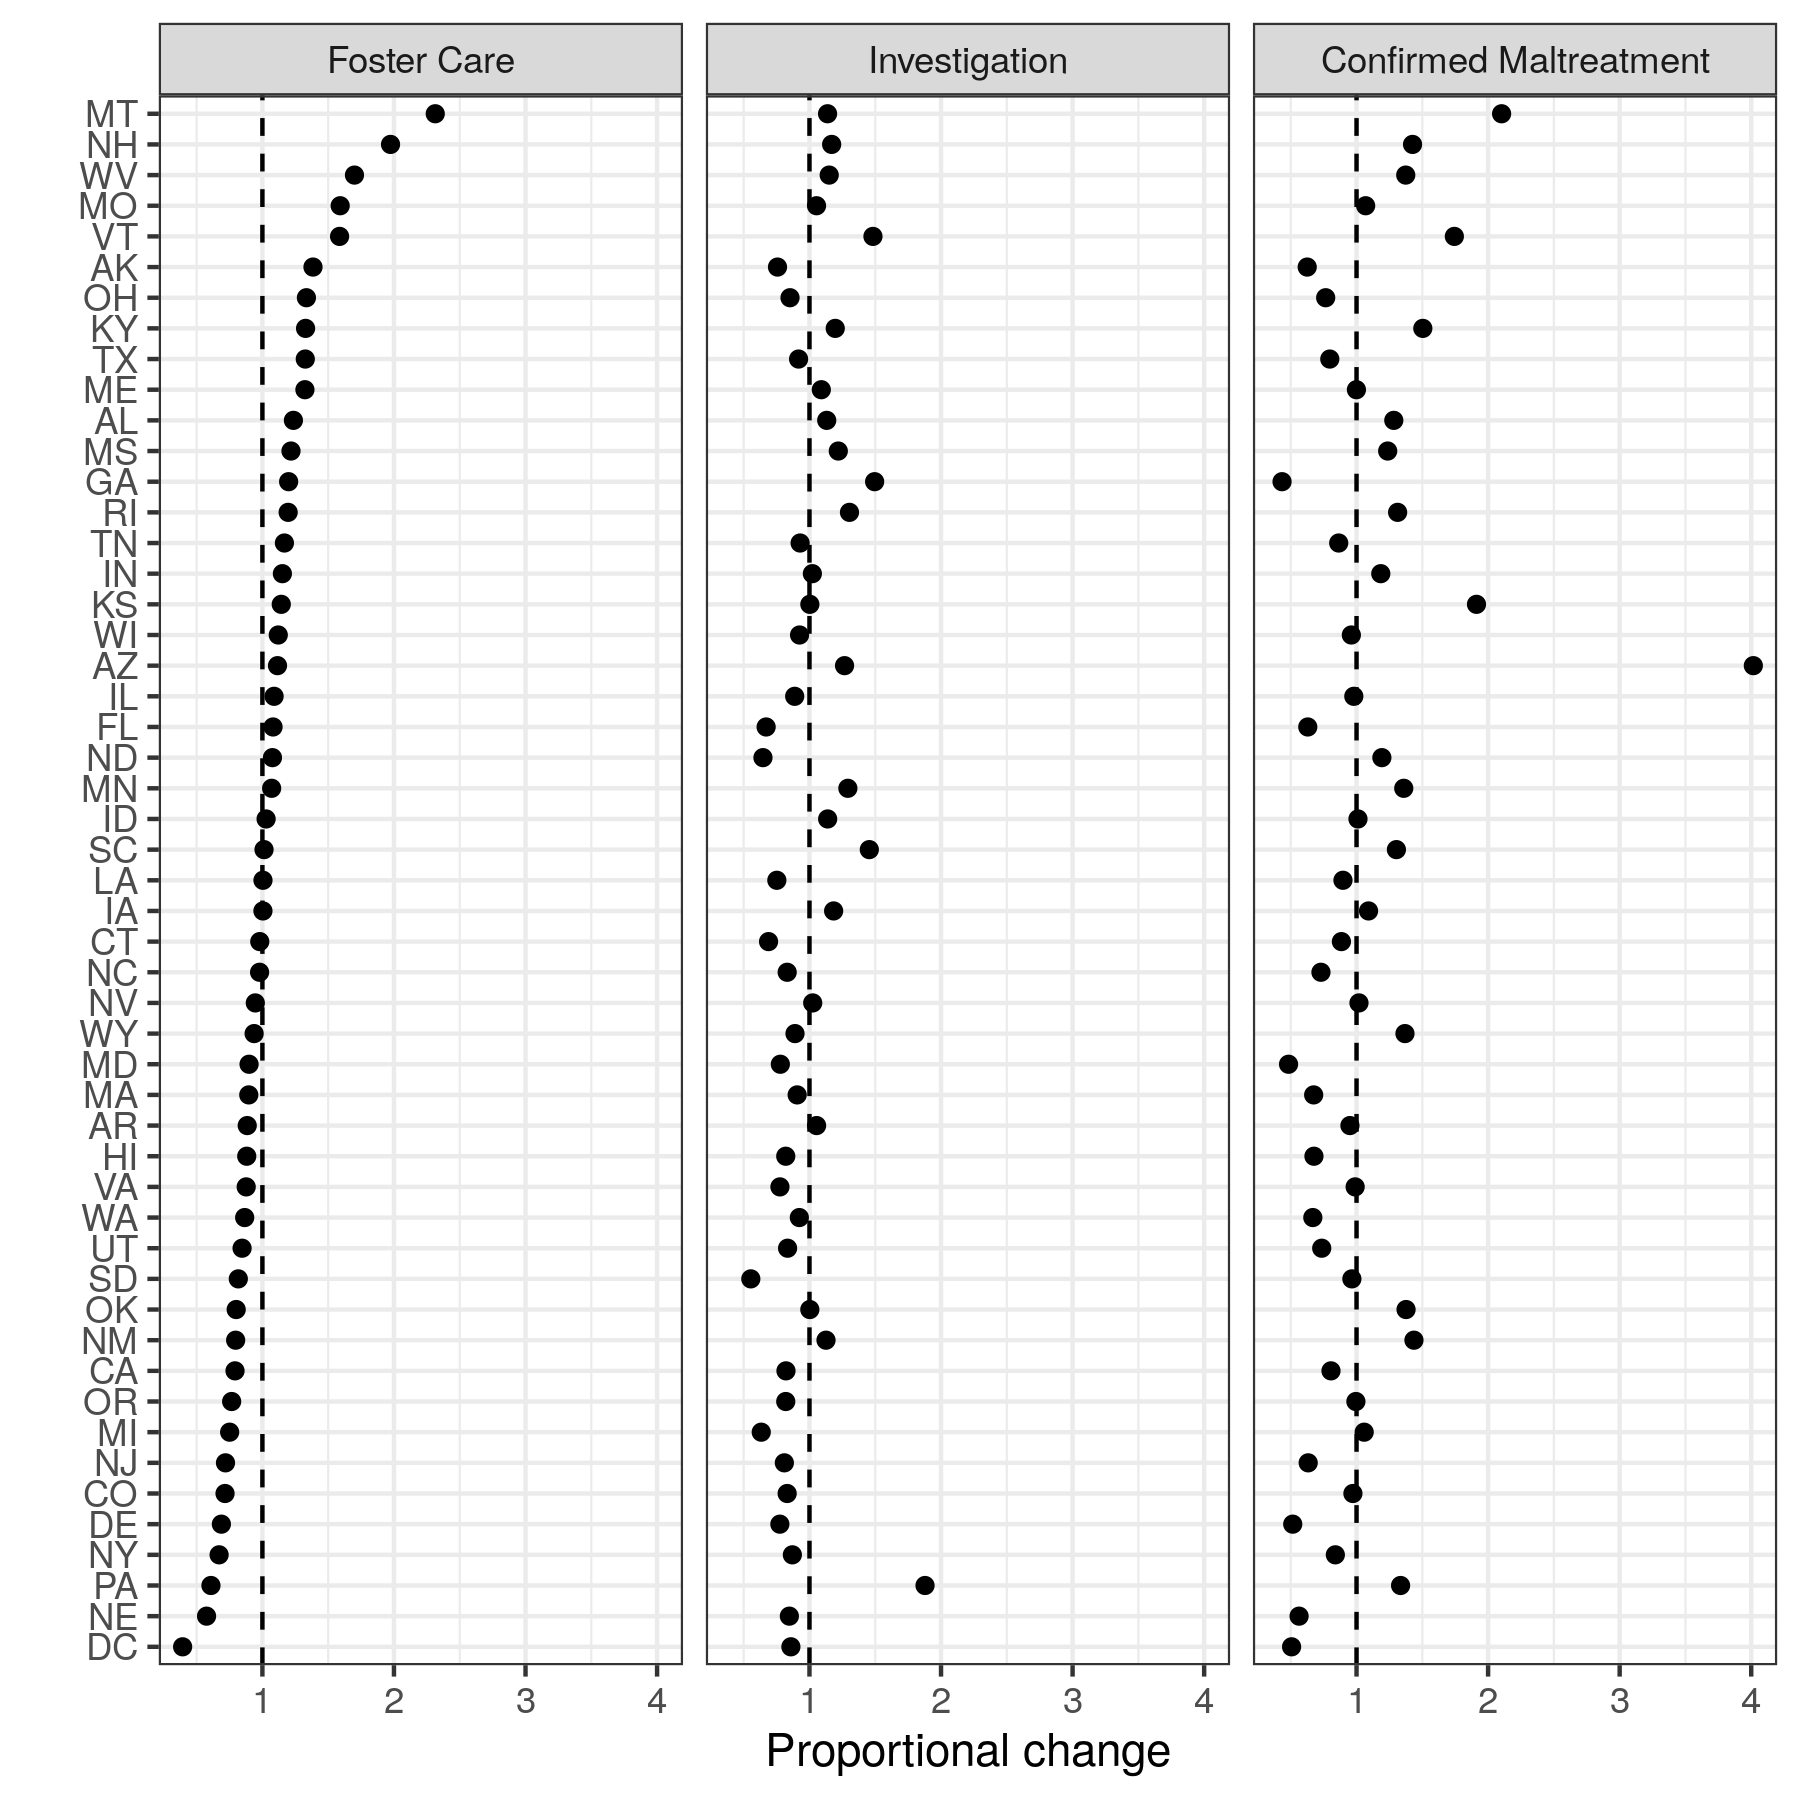 Foster Care Investigation Confirmed Maltreatment
MT
NH
WV
MO
VT
AK
OH
KY
TX
ME
AL
MS
GA
RI
TN
IN
KS
WI
AZ
IL
FL
ND
MN
ID
SC
LA
IA
CT
NC
NV
WY
MD
MA
AR
HI
VA
WA
UT
SD
OK
NM
CA
OR
MI
NJ
CO
DE
NY
PA
NE
DC
1 2 3 4 1 2 3 4 1 2 3 4
Proportional change